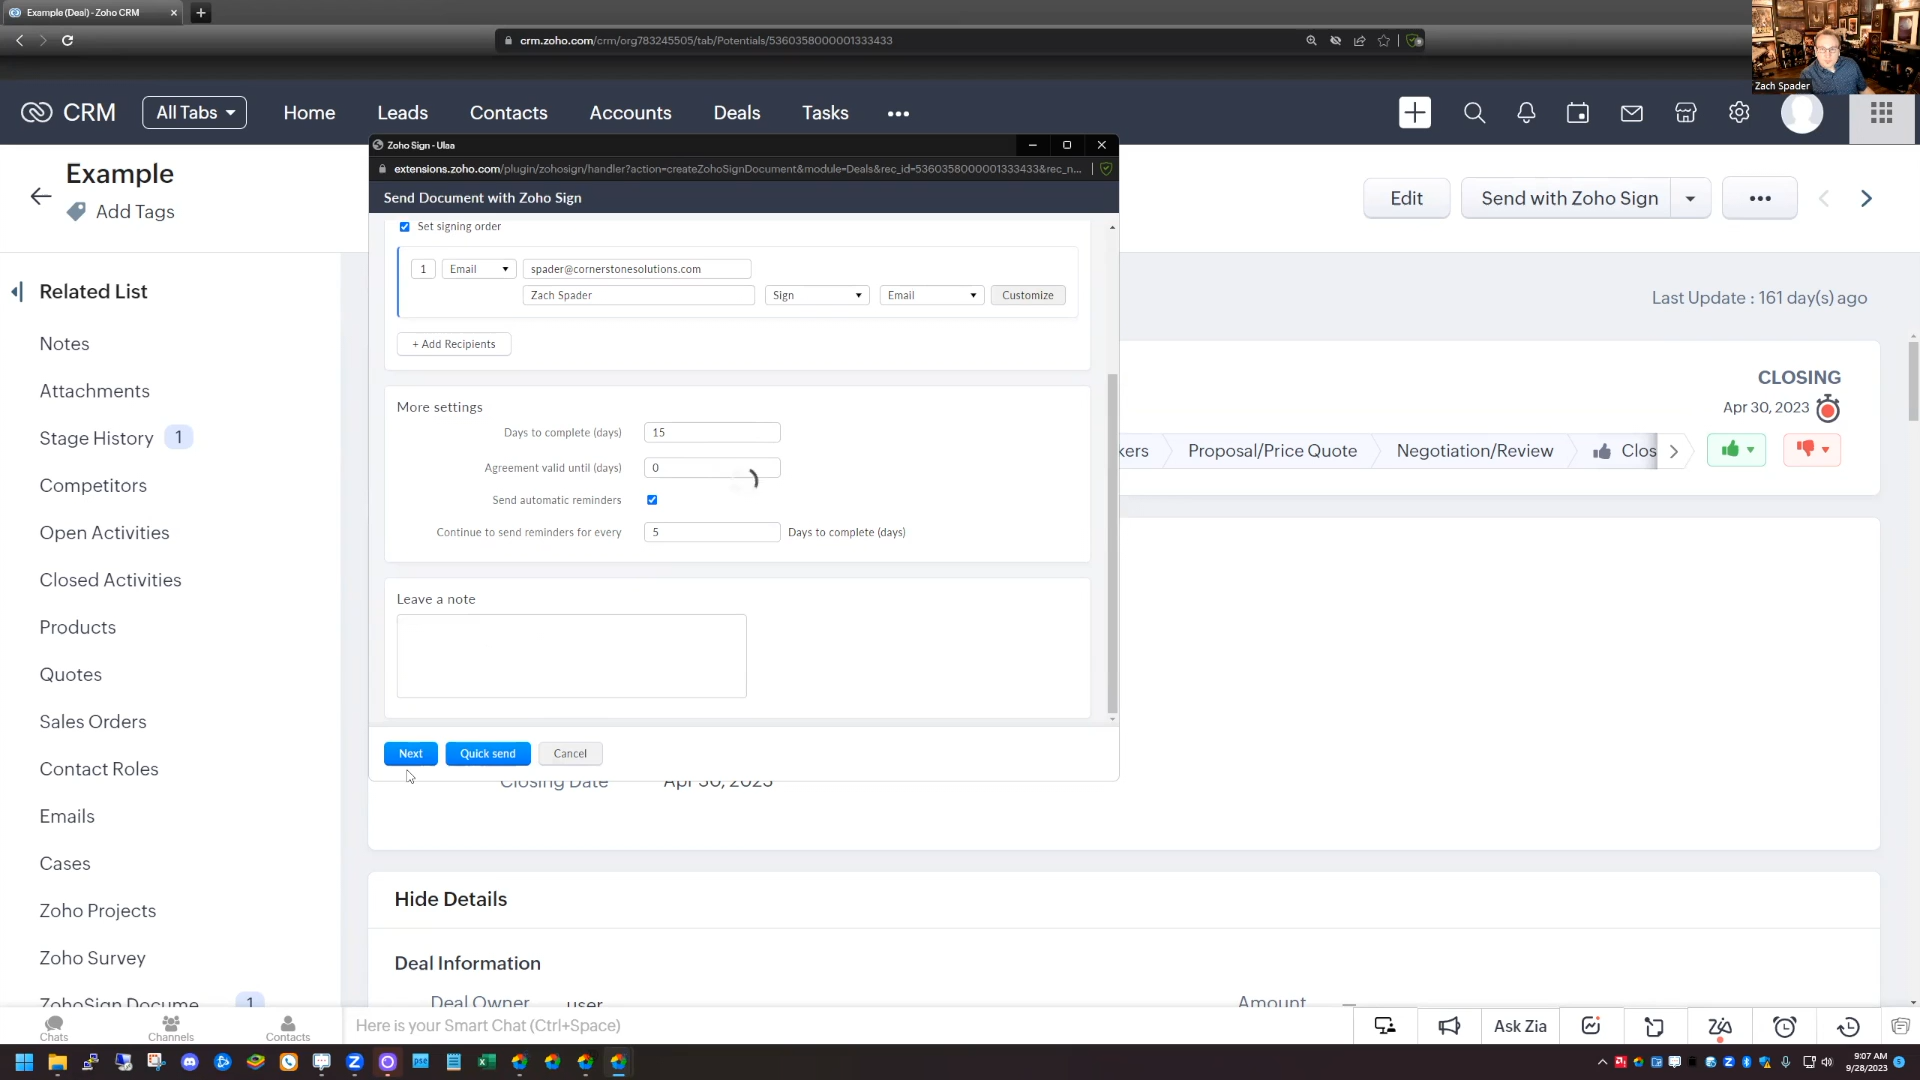 Example (Deal) - Zoho CRM
crm.zoho.com/crm/org783245505/tab/Potentials/5360358000001333433
Zach Spader
CRM
All Tabs
Home
Leads
Contacts
Accounts
Deals
Tasks
Example
Add Tags
Edit
Send with Zoho Sign
Zoho Sign - Ulaa
extensions.zoho.com/plugin/zohosign/handler?action=createZohoSignDocument&module=Deals&rec_id=5360358000001333433&rec_n...
Send Document with Zoho Sign
Set signing order
1
Email
spader@cornerstonesolutions.com
Zach Spader
Sign
Email
Customize
+ Add Recipients
More settings
Days to complete (days)
15
Agreement valid until (days)
0
Send automatic reminders
Continue to send reminders for every
5
Days to complete (days)
Leave a note
Next
Quick send
Cancel
Related List
Notes
Attachments
Stage History
1
Competitors
Open Activities
Closed Activities
Products
Quotes
Sales Orders
Contact Roles
Emails
Cases
Zoho Projects
Zoho Survey
ZohoSign Docume
1
Last Update : 161 day(s) ago
CLOSING
Apr 30, 2023
kers
Proposal/Price Quote
Negotiation/Review
Clos
Closing Date
Apr 30, 2023
Hide Details
Deal Information
Deal Owner
user
Amount
—
Chats
Channels
Contacts
Here is your Smart Chat (Ctrl+Space)
Ask Zia
9:07 AM
9/28/2023